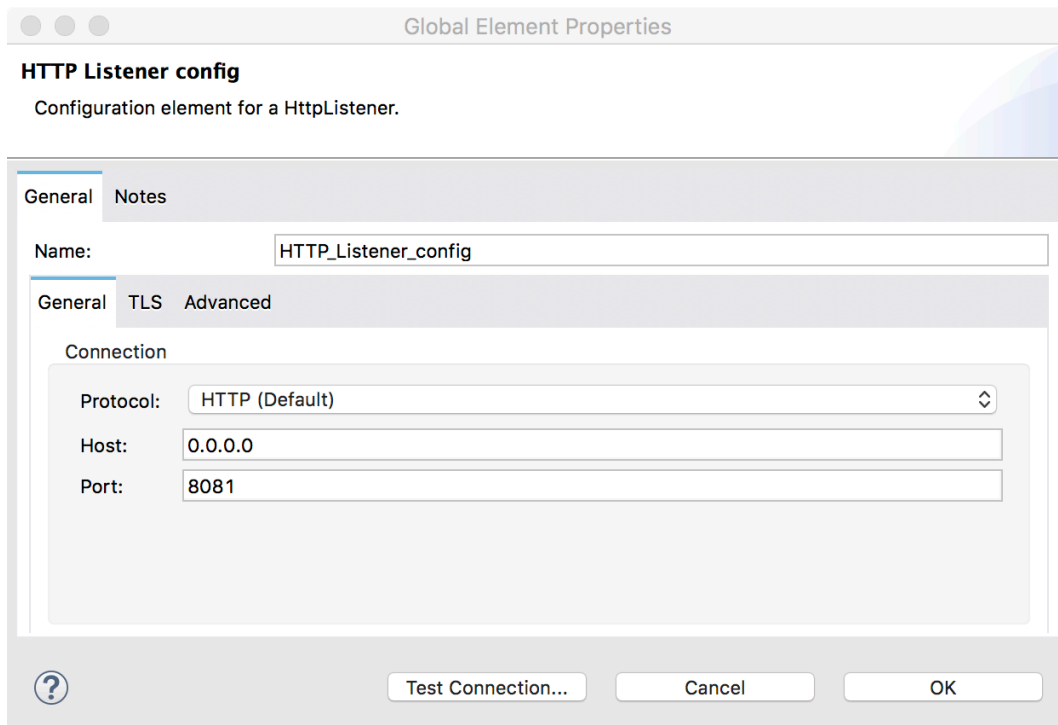 Global Element Properties
HTTP Listener config
Configuration element for a HttpListener.
General Notes
Name: HTTP_Listener_config
General TLS Advanced
Connection
Protocol: HTTP (Default)
Host: 0.0.0.0
Port: 8081
? Test Connection... Cancel OK